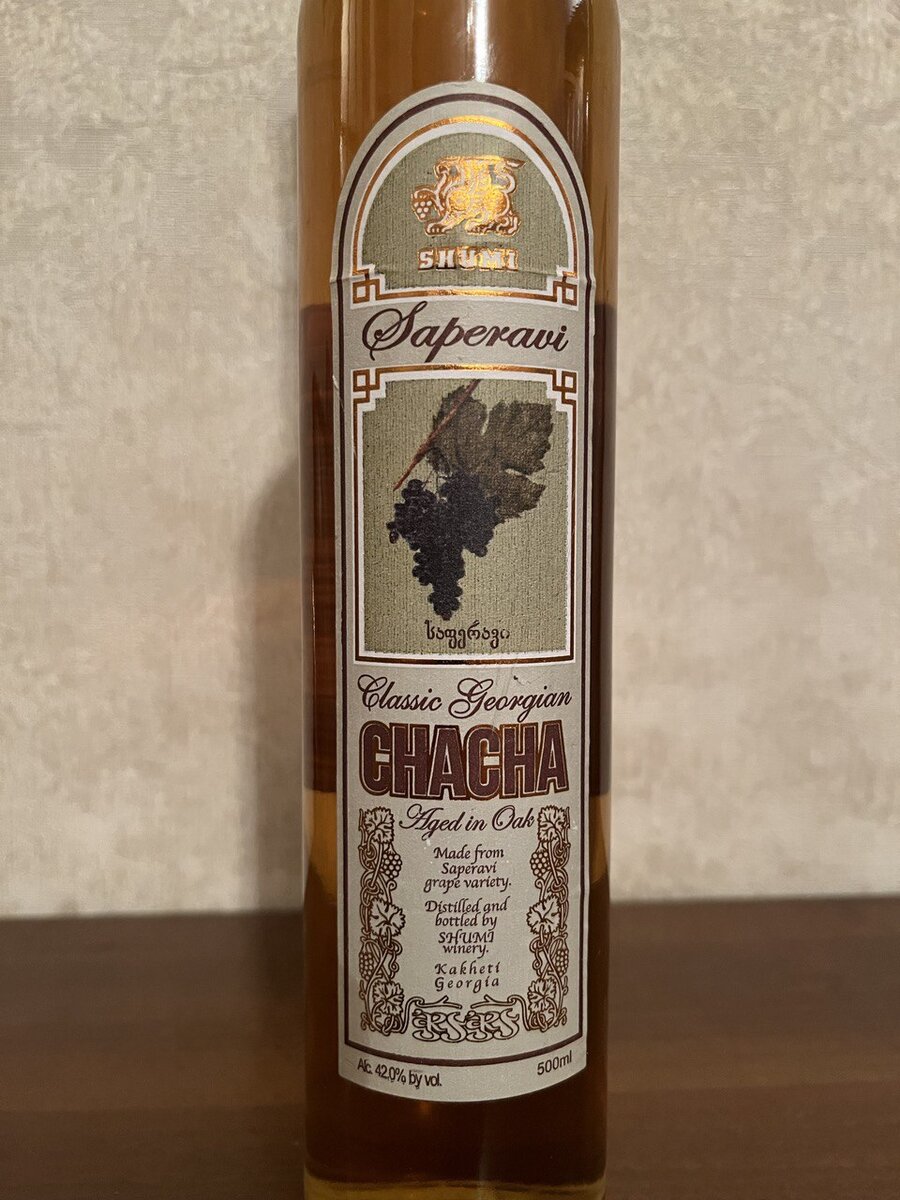 SHUMI
Saperavi
საფერავი
Classic Georgian
CHACHA
Aged in Oak
Made from
Saperavi
grape variety.
Distilled and
bottled by
SHUMI
winery.
Kakheti
Georgia
Alc. 42.0% by vol.
500ml